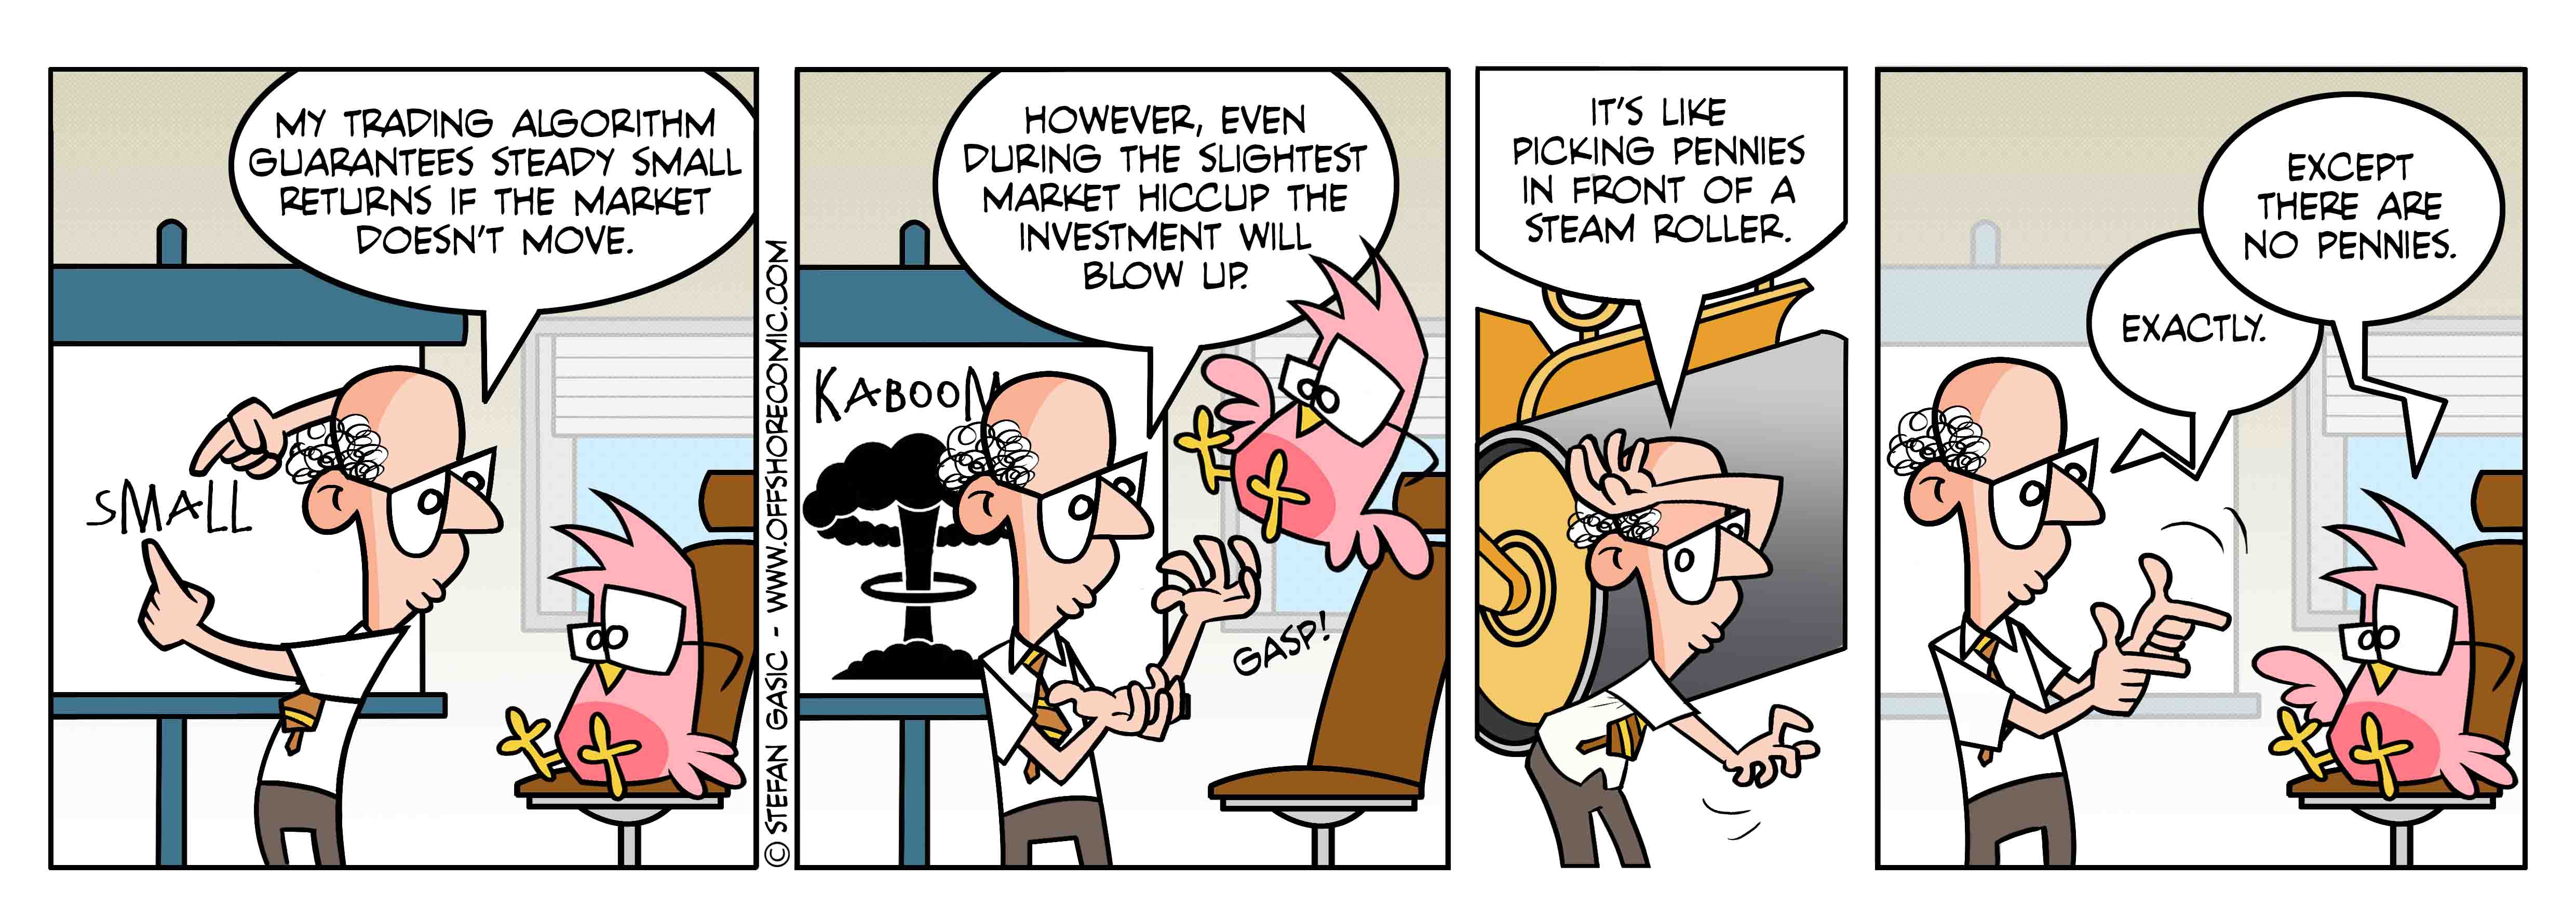 MY TRADING ALGORITHM
GUARANTEES STEADY SMALL
RETURNS IF THE MARKET
DOESN'T MOVE.
SMALL
© STEFAN GASIC - WWW.OFFSHORECOMIC.COM
HOWEVER, EVEN
DURING THE SLIGHTEST
MARKET HICCUP THE
INVESTMENT WILL
BLOW UP.
KABOOM
GASP!
IT'S LIKE
PICKING PENNIES
IN FRONT OF A
STEAM ROLLER.
EXCEPT
THERE ARE
NO PENNIES.
EXACTLY.